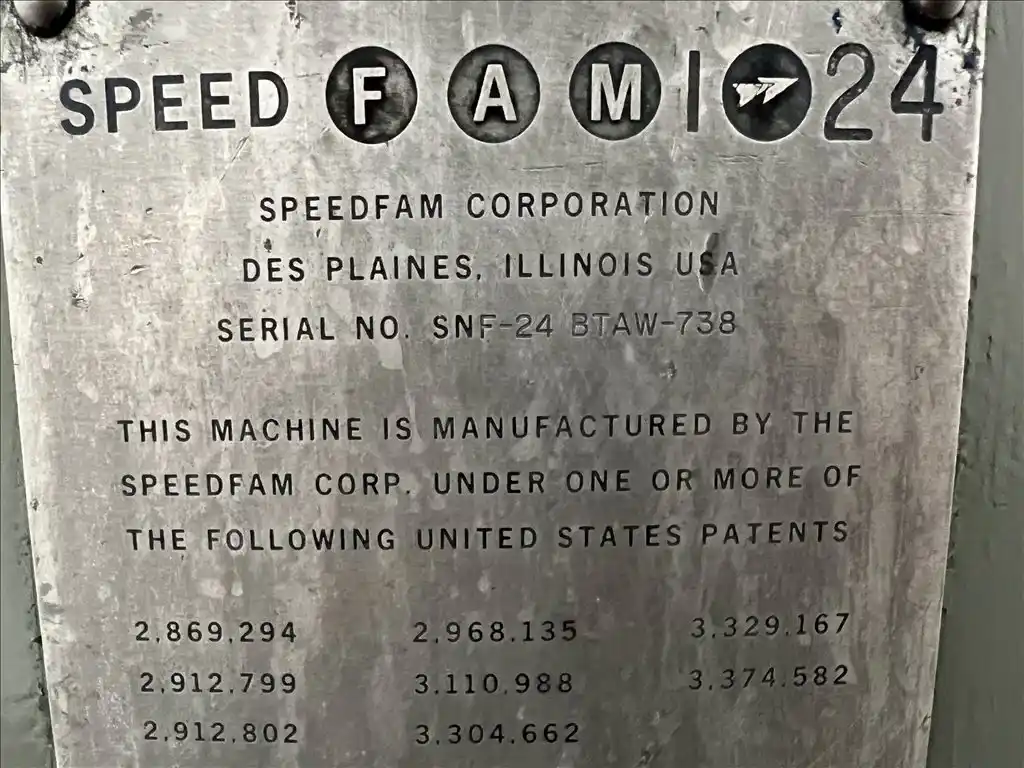 SPEED FAM I 24
SPEEDFAM CORPORATION
DES PLAINES, ILLINOIS USA
SERIAL NO. SNF-24 BTAW-738
THIS MACHINE IS MANUFACTURED BY THE
SPEEDFAM CORP. UNDER ONE OR MORE OF
THE FOLLOWING UNITED STATES PATENTS
2,869,294 2,968,135 3,329,167
2,912,799 3,110,988 3,374,582
2,912,802 3,304,662